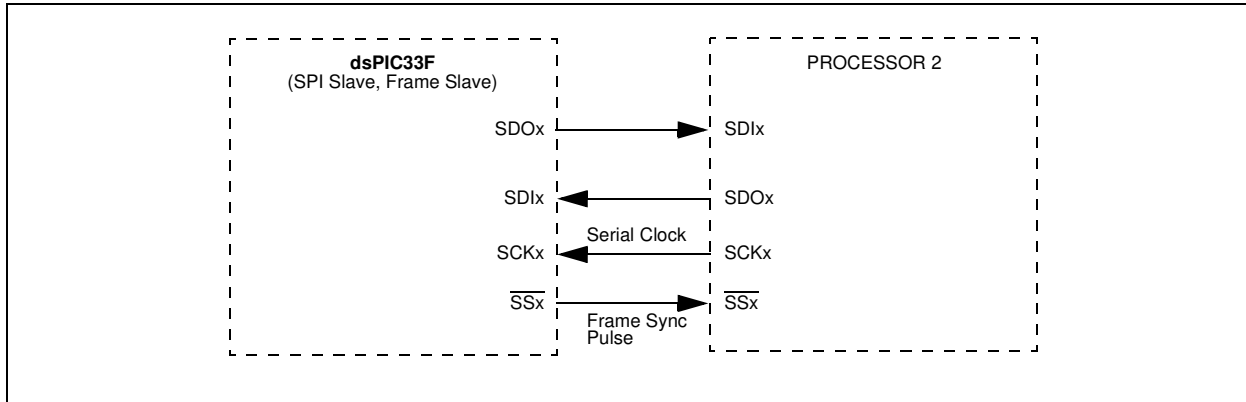 dsPIC33F
(SPI Slave, Frame Slave)
PROCESSOR 2
SDOx
SDIx
SDIx
SDOx
Serial Clock
SCKx
SCKx
SSx
SSx
Frame Sync
Pulse